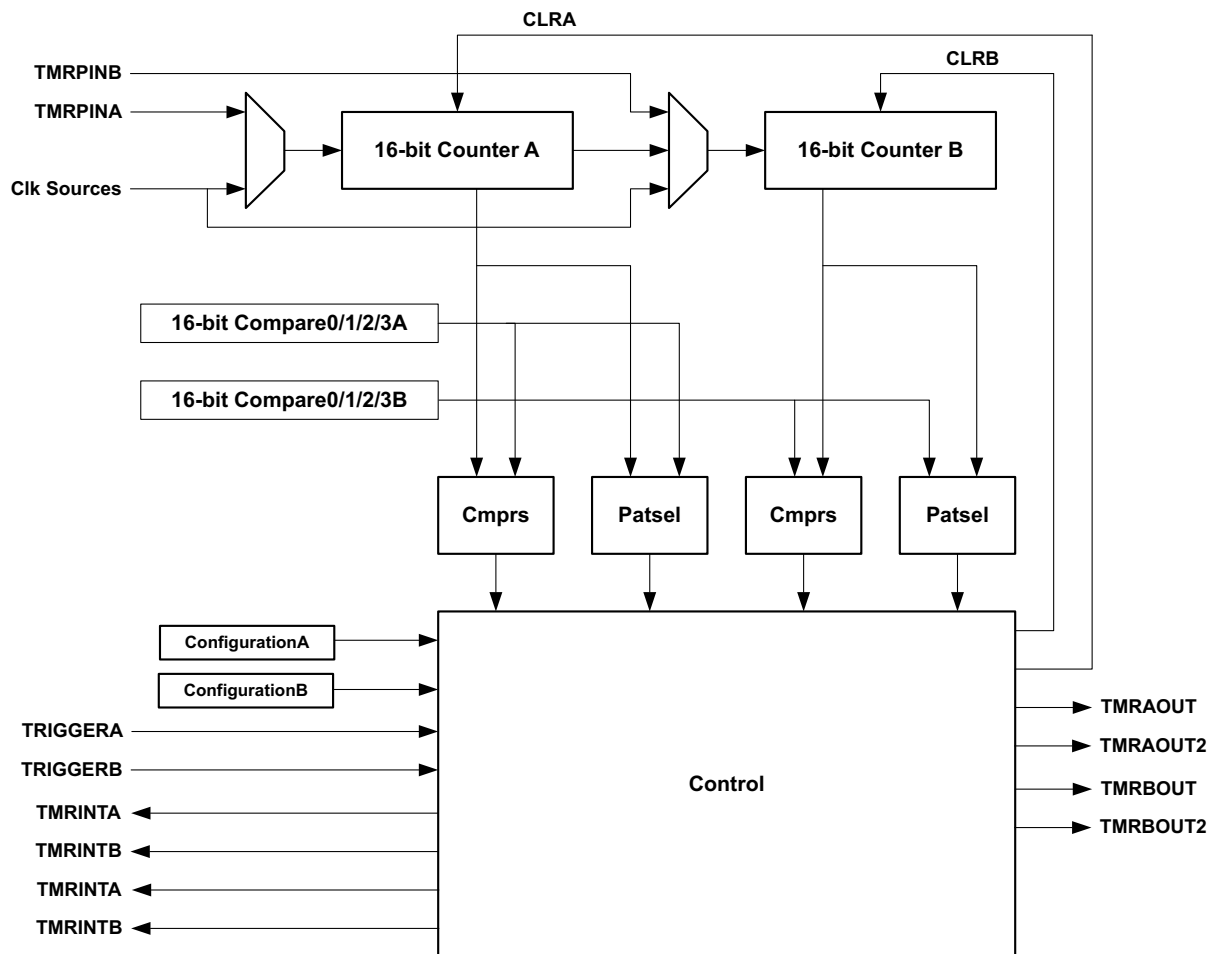 CLRA
CLRB
TMRPINB
TMRPINA
16-bit Counter A
16-bit Counter B
Clk Sources
16-bit Compare0/1/2/3A
16-bit Compare0/1/2/3B
Cmprs
Patsel
Cmprs
Patsel
ConfigurationA
ConfigurationB
TRIGGERA
TRIGGERB
TMRINTA
TMRINTB
TMRINTA
TMRINTB
Control
TMRAOUT
TMRAOUT2
TMRBOUT
TMRBOUT2